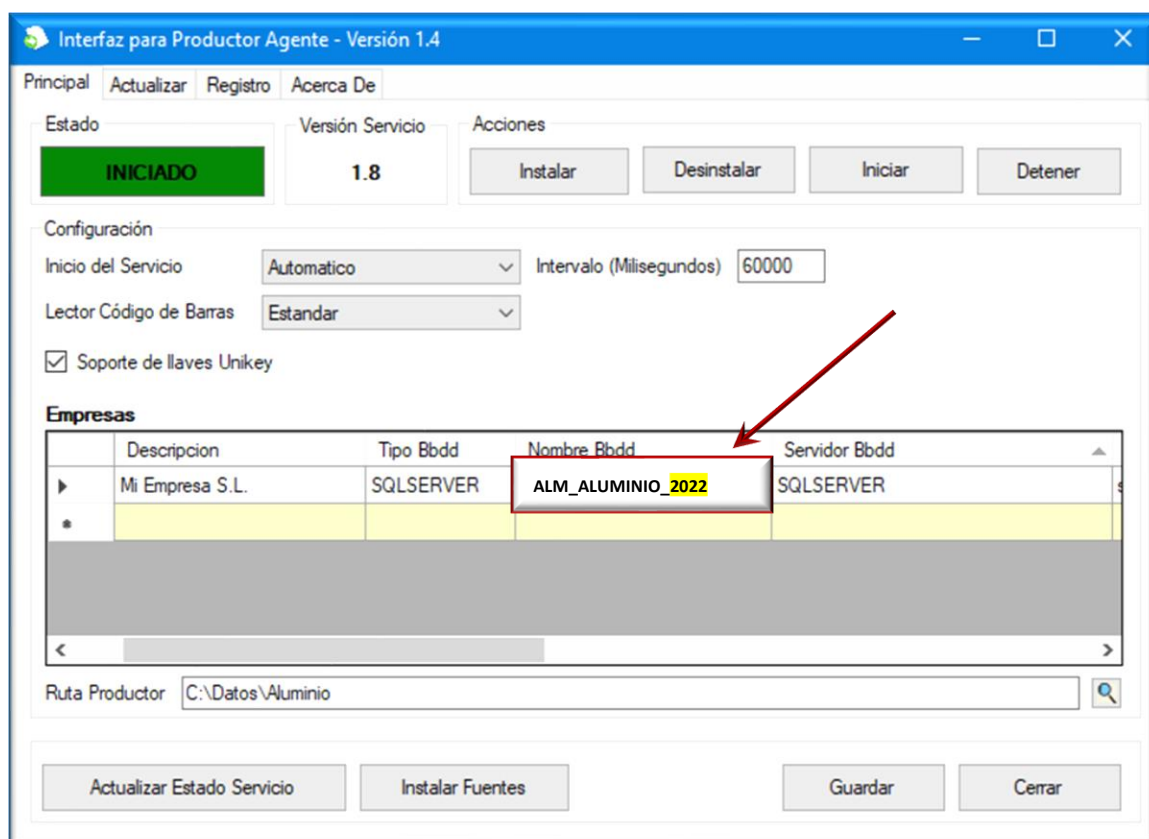 Interfaz para Productor Agente - Versión 1.4
Principal Actualizar Registro Acerca De
Estado Versión Servicio Acciones
INICIADO 1.8 Instalar Desinstalar Iniciar Detener
Configuración
Inicio del Servicio Automatico Intervalo (Milisegundos) 60000
Lector Código de Barras Estandar
Soporte de llaves Unikey
Empresas
Descripcion Tipo Bbdd Nombre Bbdd Servidor Bbdd
Mi Empresa S.L. SQLSERVER ALM_ALUMINIO_2022 SQLSERVER
Ruta Productor C:\Datos\Aluminio
Actualizar Estado Servicio Instalar Fuentes Guardar Cerrar